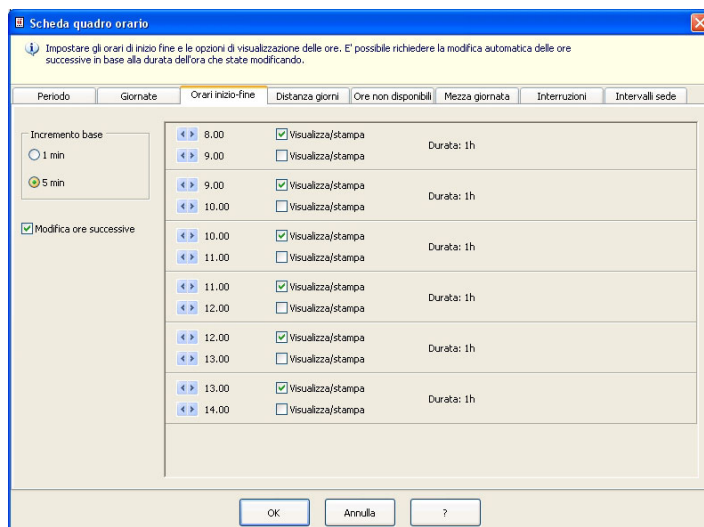 Scheda quadro orario
Impostare gli orari di inizio fine e le opzioni di visualizzazione delle ore. E' possibile richiedere la modifica automatica delle ore
successive in base alla durata dell'ora che state modificando.
Periodo Giornate Orari inizio-fine Distanza giorni Ore non disponibili Mezza giornata Interruzioni Intervalli sede
Incremento base
1 min
5 min
Modifica ore successive
8.00 Visualizza/stampa
Durata: 1h
9.00 Visualizza/stampa
9.00 Visualizza/stampa
Durata: 1h
10.00 Visualizza/stampa
10.00 Visualizza/stampa
Durata: 1h
11.00 Visualizza/stampa
11.00 Visualizza/stampa
Durata: 1h
12.00 Visualizza/stampa
12.00 Visualizza/stampa
Durata: 1h
13.00 Visualizza/stampa
13.00 Visualizza/stampa
Durata: 1h
14.00 Visualizza/stampa
OK Annulla ?